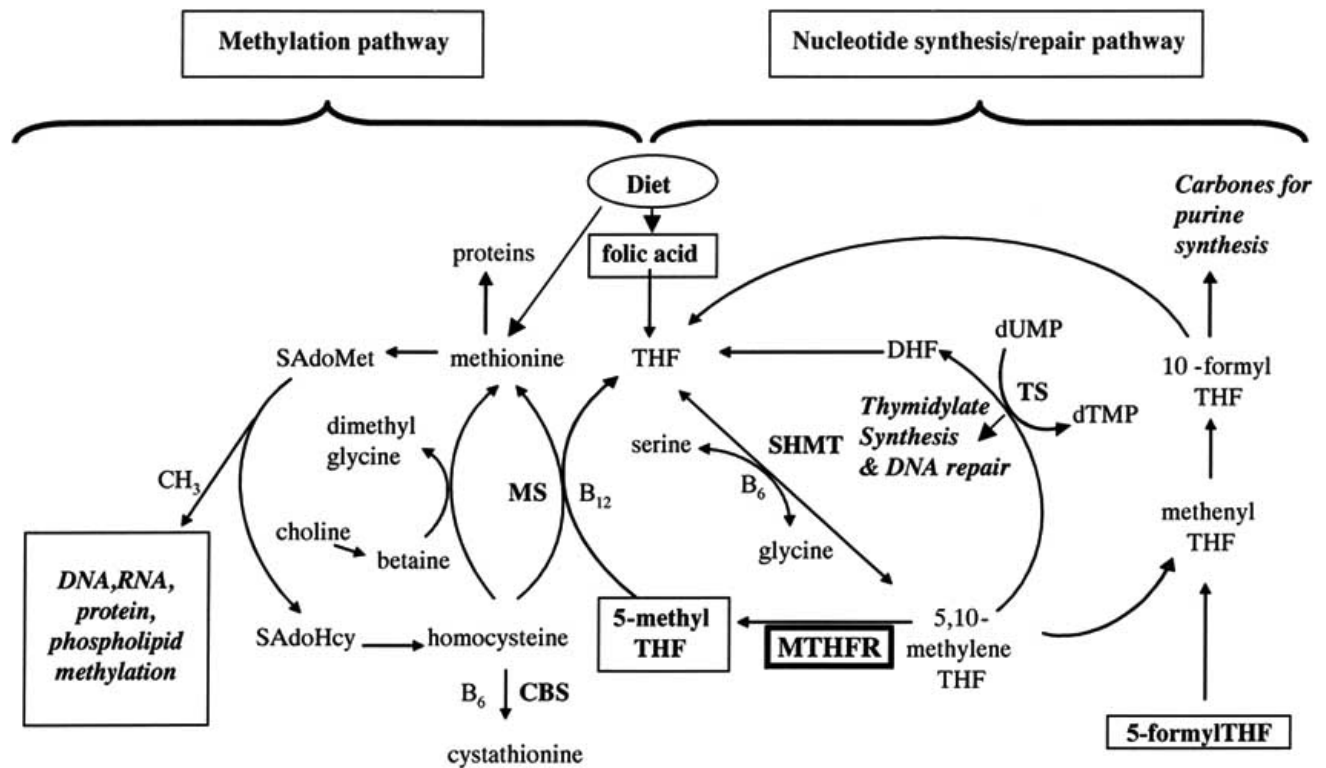 Methylation pathway
Nucleotide synthesis/repair pathway
Diet
folic acid
proteins
SAdoMet
methionine
THF
DHF
dUMP
TS
dTMP
Thymidylate
Synthesis
& DNA repair
Carbones for
purine
synthesis
10 -formyl
THF
methenyl
THF
5-formylTHF
dimethyl
glycine
choline
betaine
MS
B12
serine
SHMT
B6
glycine
CH3
DNA,RNA,
protein,
phospholipid
methylation
SAdoHcy
homocysteine
5-methyl
THF
MTHFR
5,10-
methylene
THF
B6
CBS
cystathionine